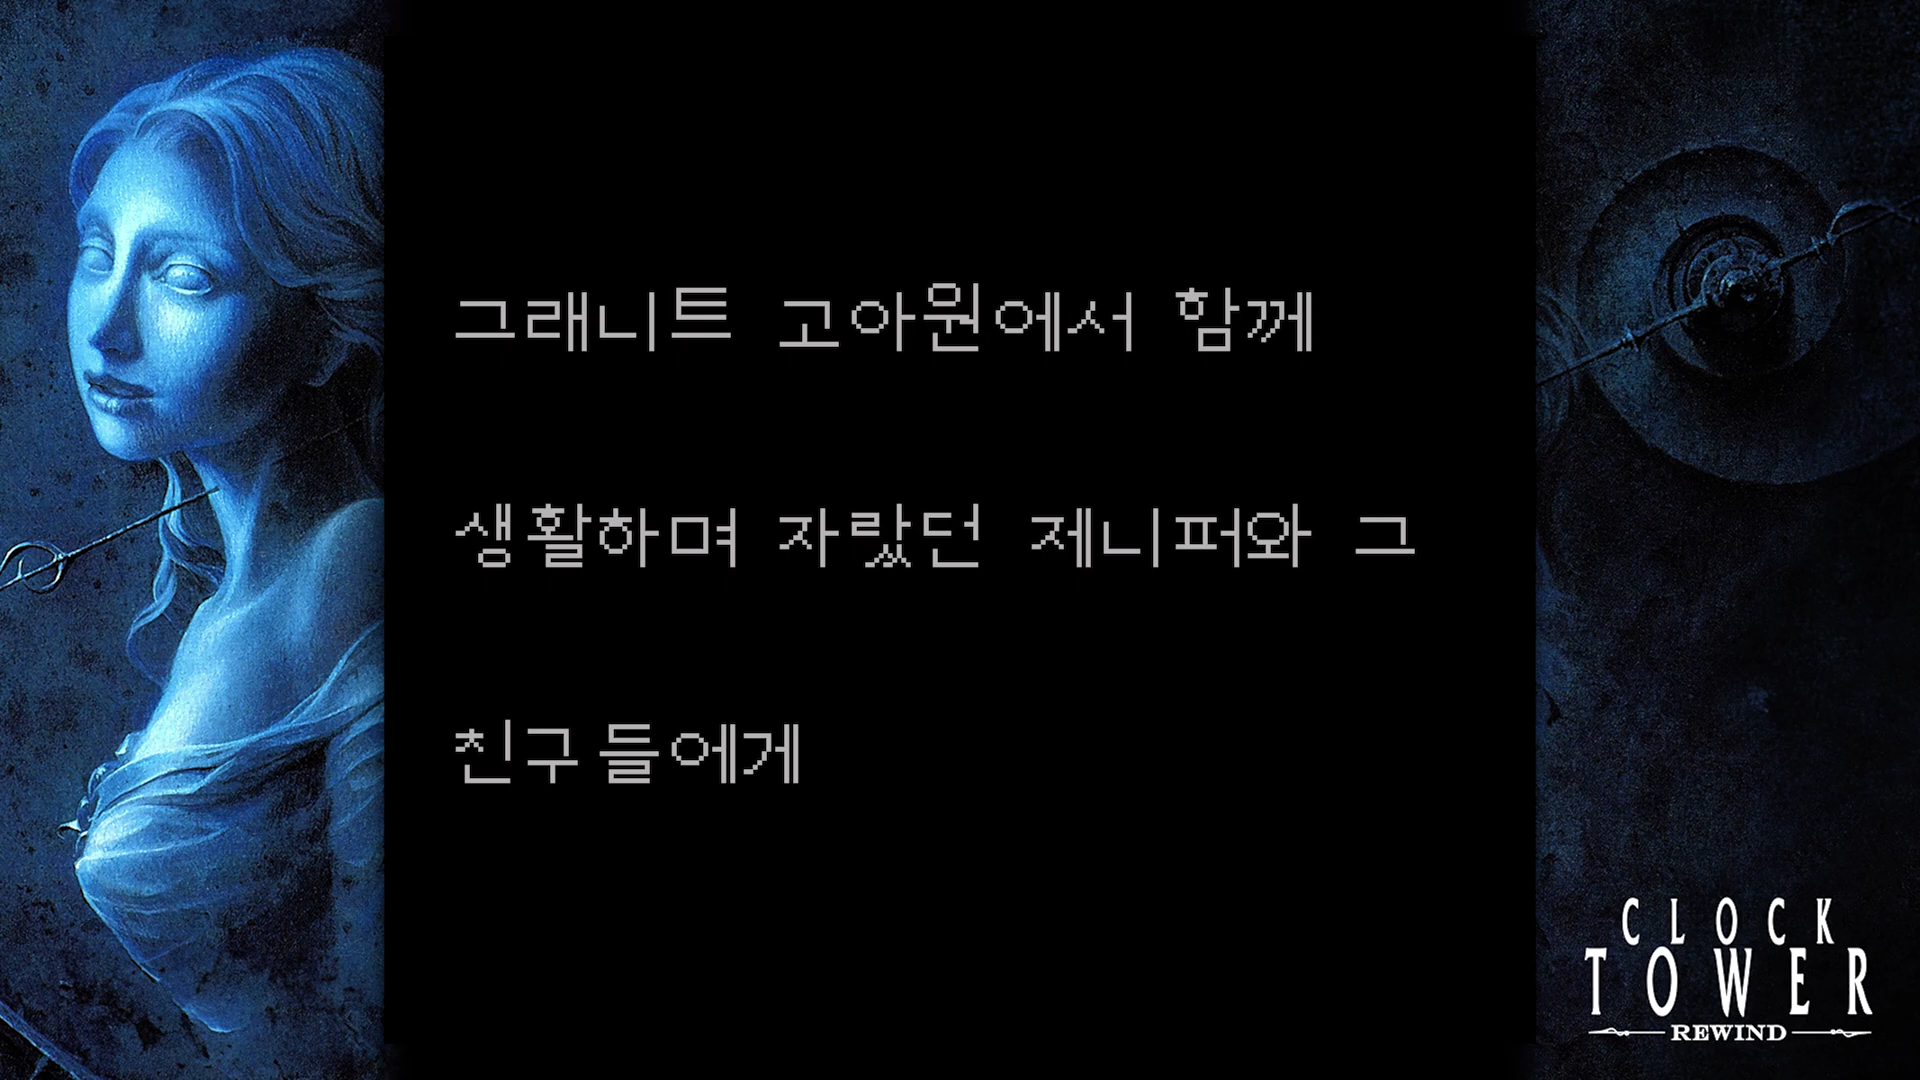 그래니트 고아원에서 함께
생활하며 자랐던 제니퍼와 그
친구들에게
CLOCK
TOWER
REWIND